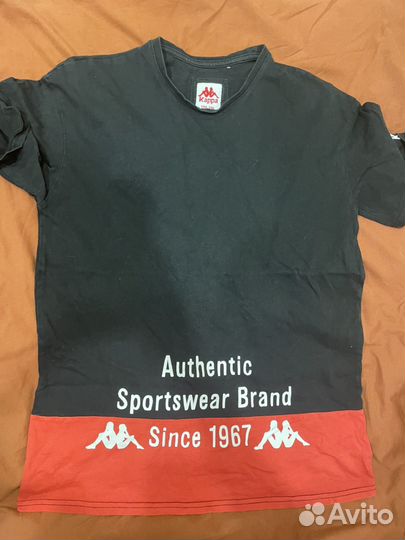 Kappa
Authentic
Sportswear Brand
Since 1967
Avito